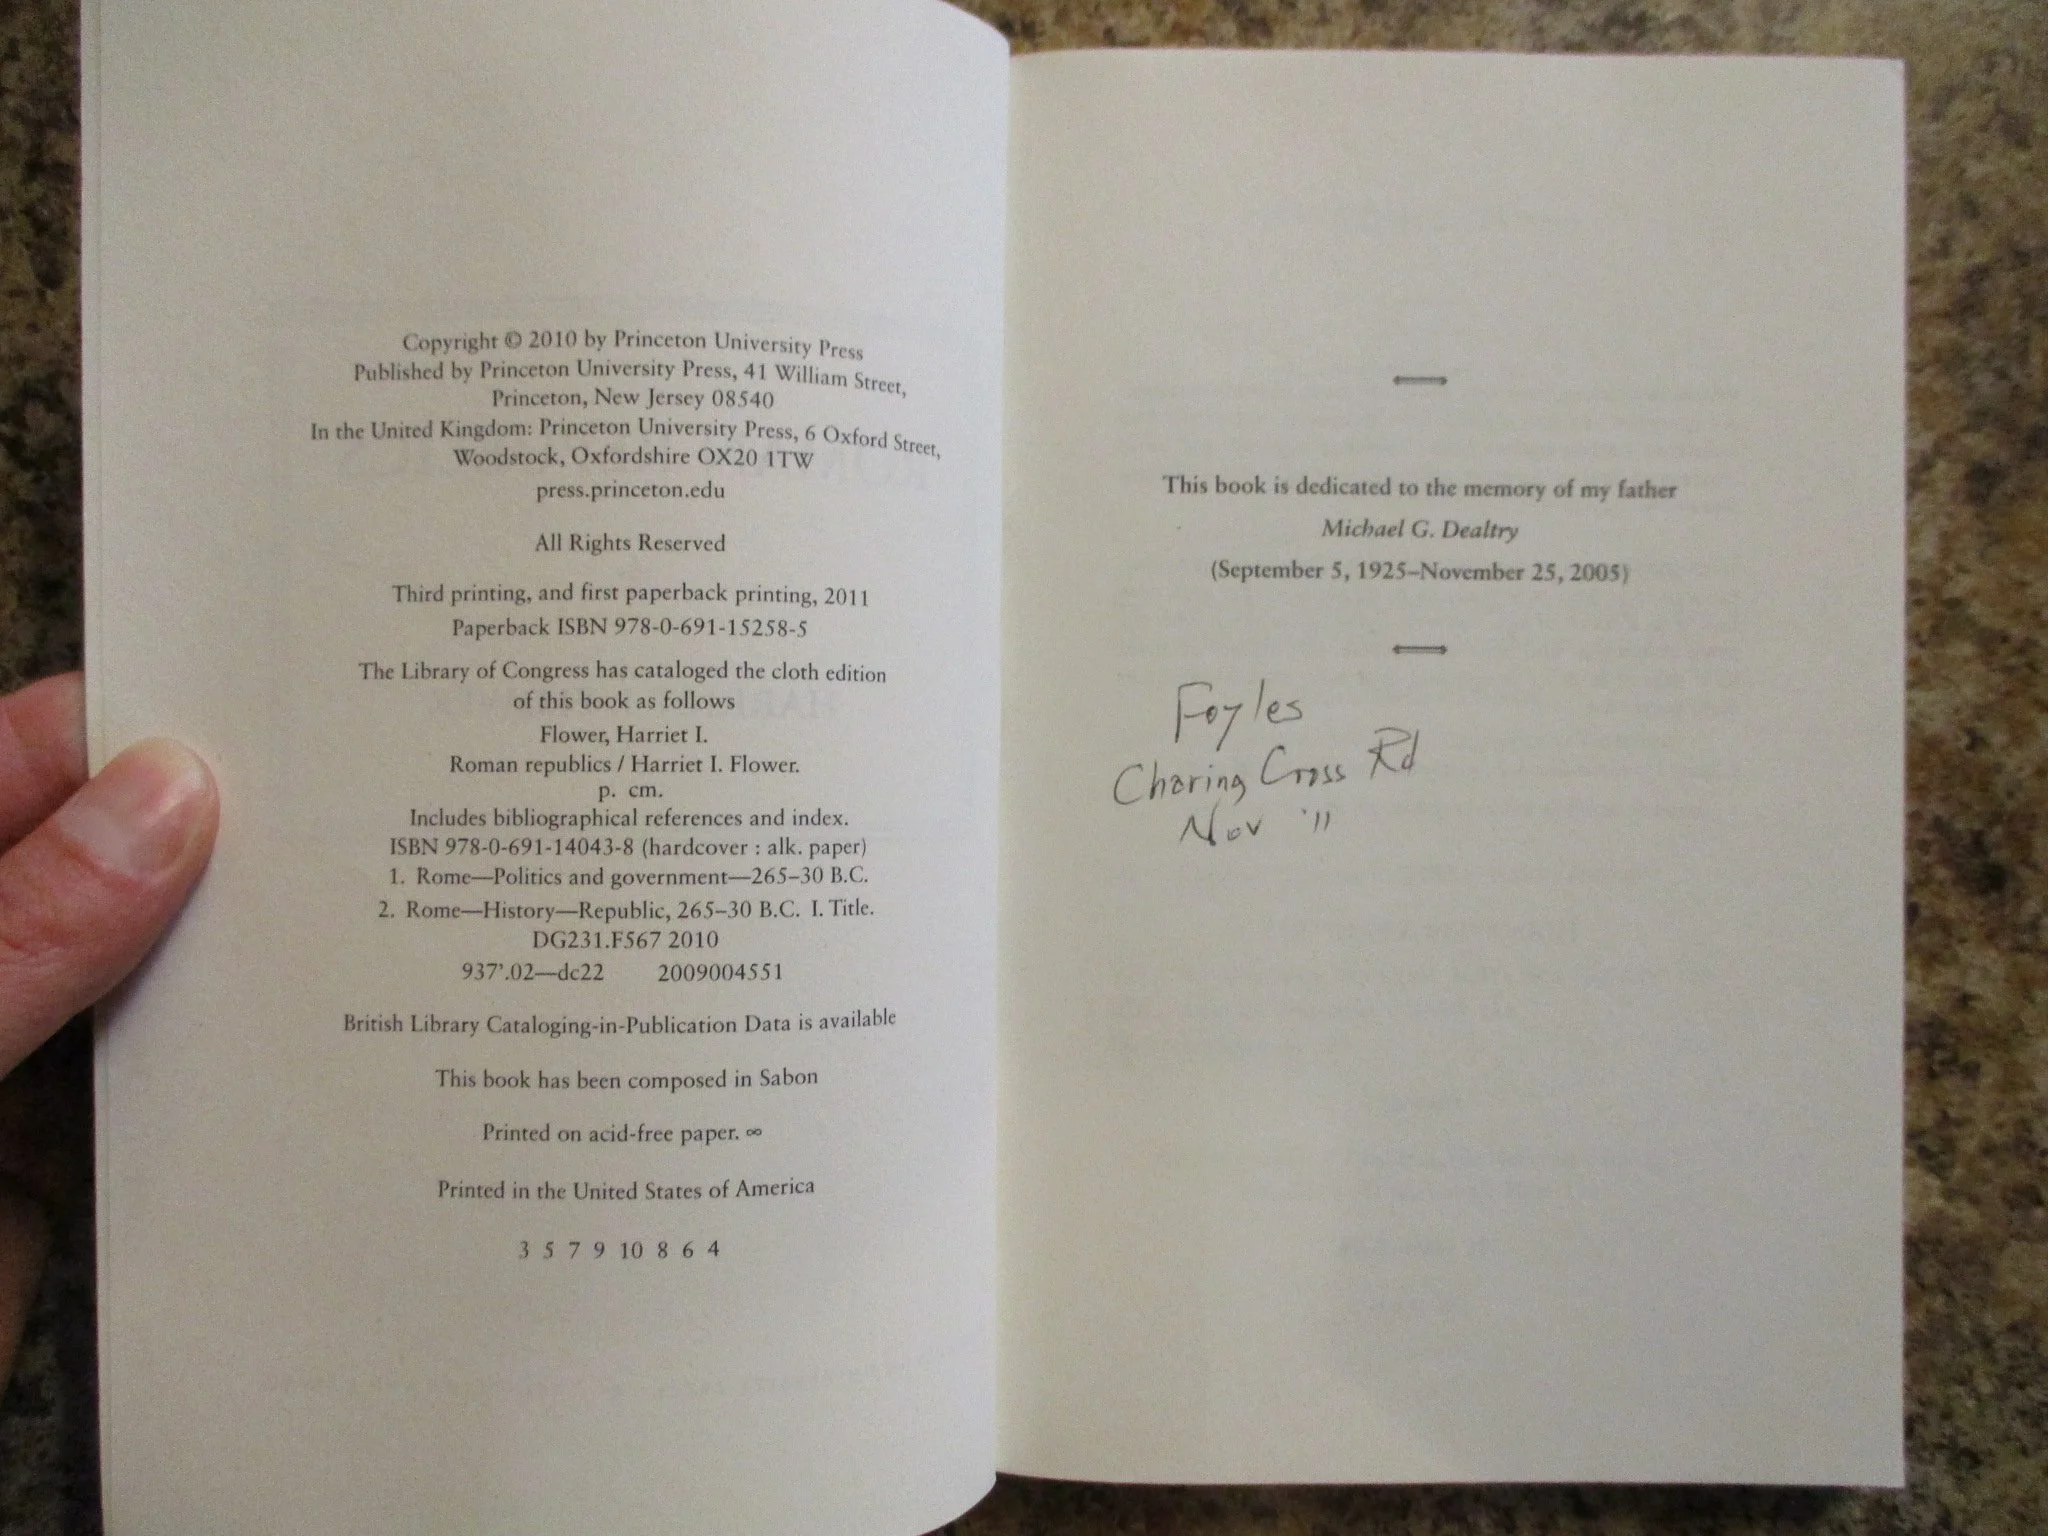 Copyright © 2010 by Princeton University Press
Published by Princeton University Press, 41 William Street,
Princeton, New Jersey 08540
In the United Kingdom: Princeton University Press, 6 Oxford Street,
Woodstock, Oxfordshire OX20 1TW
press.princeton.edu
All Rights Reserved
Third printing, and first paperback printing, 2011
Paperback ISBN 978-0-691-15258-5
The Library of Congress has cataloged the cloth edition
of this book as follows
Flower, Harriet I.
Roman republics / Harriet I. Flower.
p. cm.
Includes bibliographical references and index.
ISBN 978-0-691-14043-8 (hardcover : alk. paper)
1. Rome—Politics and government—265–30 B.C.
2. Rome—History—Republic, 265–30 B.C. I. Title.
DG231.F567 2010
937'.02—dc22 2009004551
British Library Cataloging-in-Publication Data is available
This book has been composed in Sabon
Printed on acid-free paper. ∞
Printed in the United States of America
3 5 7 9 10 8 6 4
This book is dedicated to the memory of my father
Michael G. Dealtry
(September 5, 1925–November 25, 2005)
Foyles
Charing Cross Rd
Nov '11